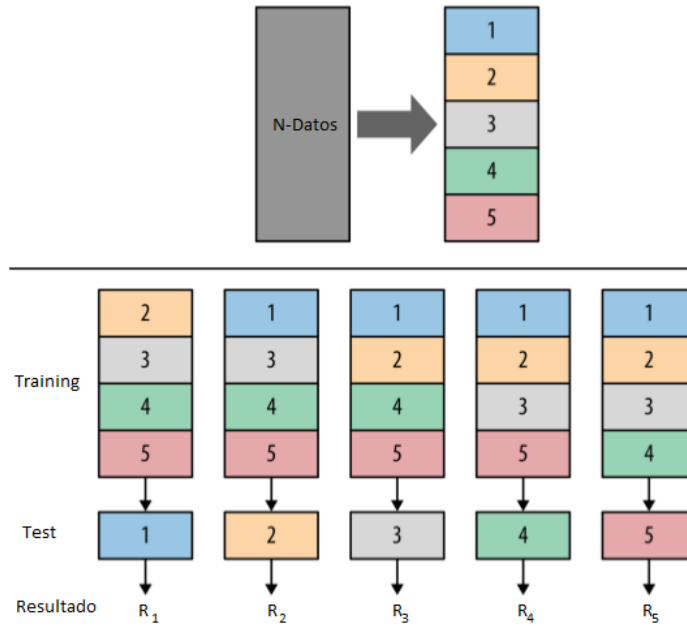 1
2
N-Datos
3
4
5
2 1 1 1 1
3 3 2 2 2
Training
4 4 4 3 3
5 5 5 5 4
Test 1 2 3 4 5
Resultado R1 R2 R3 R4 R5